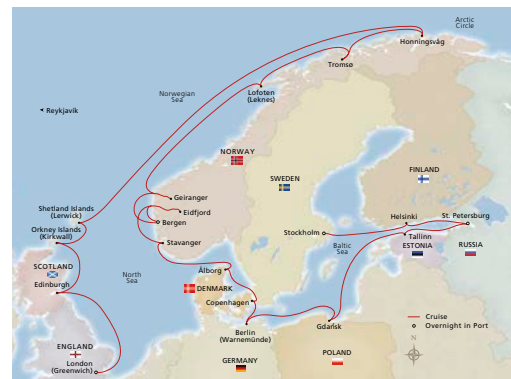 Arctic
Circle
Honningsvåg
Tromsø
Lofoten
(Leknes)
Norwegian
Sea
Reykjavik
NORWAY
SWEDEN
FINLAND
Geiranger
Eidfjord
Bergen
Stavanger
Shetland Islands
(Lerwick)
Orkney Islands
(Kirkwall)
Helsinki
St. Petersburg
Stockholm
Tallinn
ESTONIA
RUSSIA
Baltic
Sea
SCOTLAND
Edinburgh
North
Sea
Ålborg
DENMARK
Copenhagen
Berlin
(Warnemünde)
Gdańsk
ENGLAND
London
(Greenwich)
GERMANY
POLAND
Cruise
Overnight in Port
N